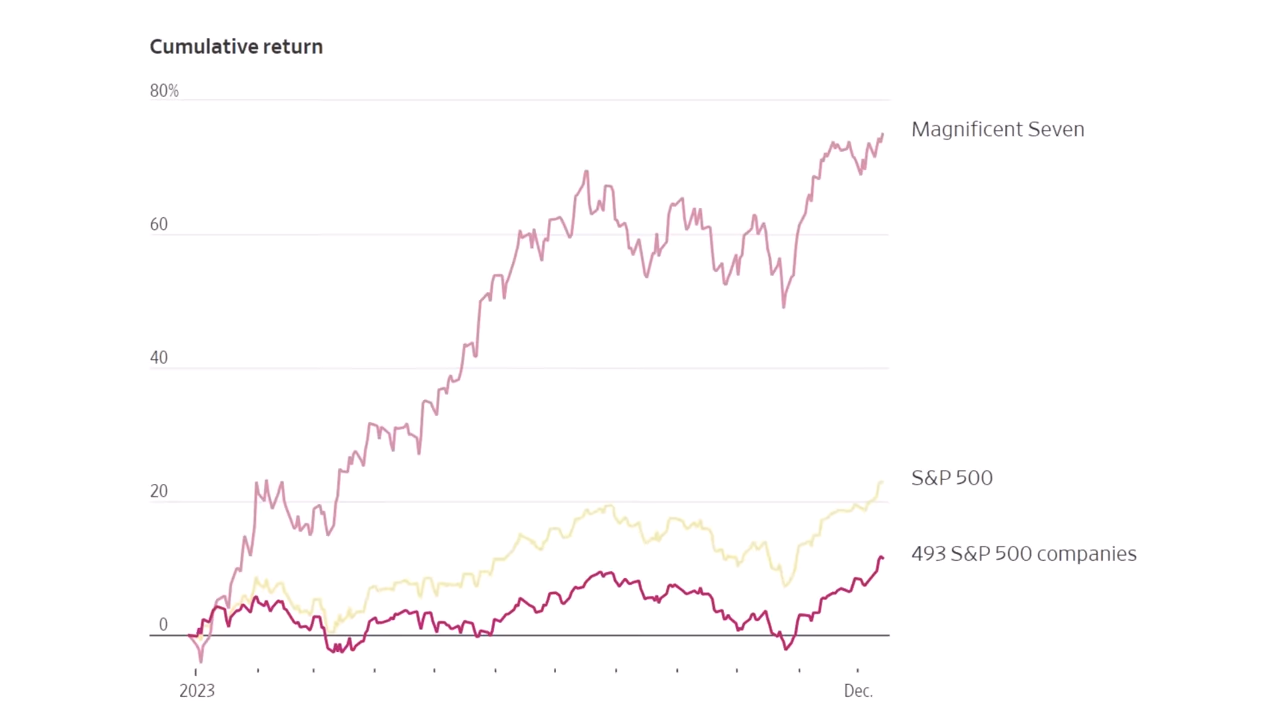 Cumulative return
80%
Magnificent Seven
60
40
20
S&P 500
493 S&P 500 companies
0
2023
Dec.